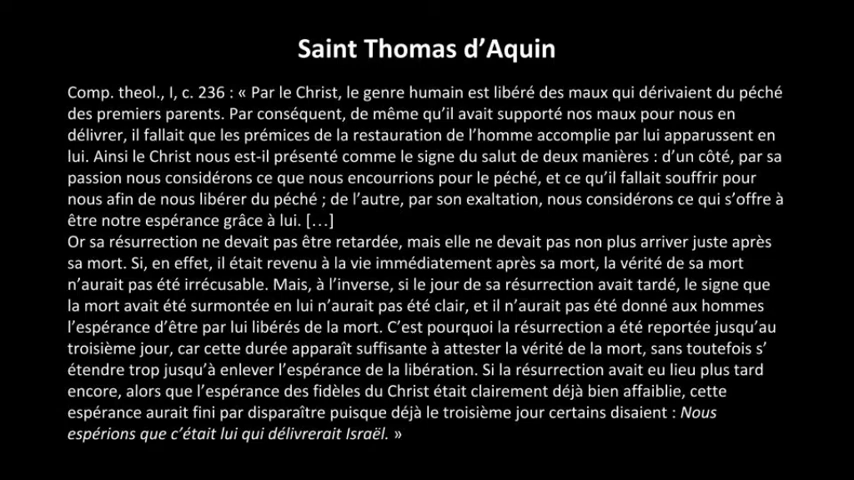 Saint Thomas d’Aquin
Comp. theol., I, c. 236 : « Par le Christ, le genre humain est libéré des maux qui dérivaient du péché
des premiers parents. Par conséquent, de même qu’il avait supporté nos maux pour nous en
délivrer, il fallait que les prémices de la restauration de l’homme accomplie par lui apparussent en
lui. Ainsi le Christ nous est-il présenté comme le signe du salut de deux manières : d’un côté, par sa
passion nous considérons ce que nous encourrions pour le péché, et ce qu’il fallait souffrir pour
nous afin de nous libérer du péché ; de l’autre, par son exaltation, nous considérons ce qui s’offre à
être notre espérance grâce à lui. […]
Or sa résurrection ne devait pas être retardée, mais elle ne devait pas non plus arriver juste après
sa mort. Si, en effet, il était revenu à la vie immédiatement après sa mort, la vérité de sa mort
n’aurait pas été irrécusable. Mais, à l’inverse, si le jour de sa résurrection avait tardé, le signe que
la mort avait été surmontée en lui n’aurait pas été clair, et il n’aurait pas été donné aux hommes
l’espérance d’être par lui libérés de la mort. C’est pourquoi la résurrection a été reportée jusqu’au
troisième jour, car cette durée apparaît suffisante à attester la vérité de la mort, sans toutefois s’
étendre trop jusqu’à enlever l’espérance de la libération. Si la résurrection avait eu lieu plus tard
encore, alors que l’espérance des fidèles du Christ était clairement déjà bien affaiblie, cette
espérance aurait fini par disparaître puisque déjà le troisième jour certains disaient : Nous
espérions que c’était lui qui délivrerait Israël. »